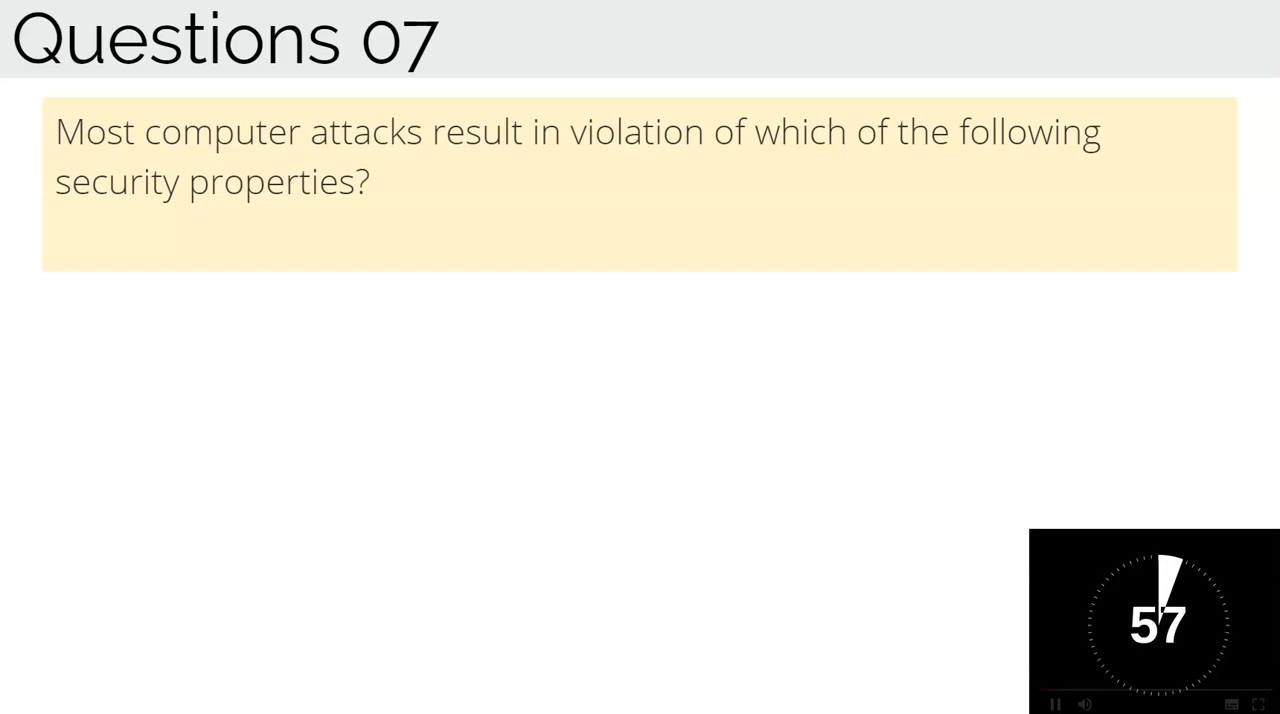 Questions 07
Most computer attacks result in violation of which of the following
security properties?
57